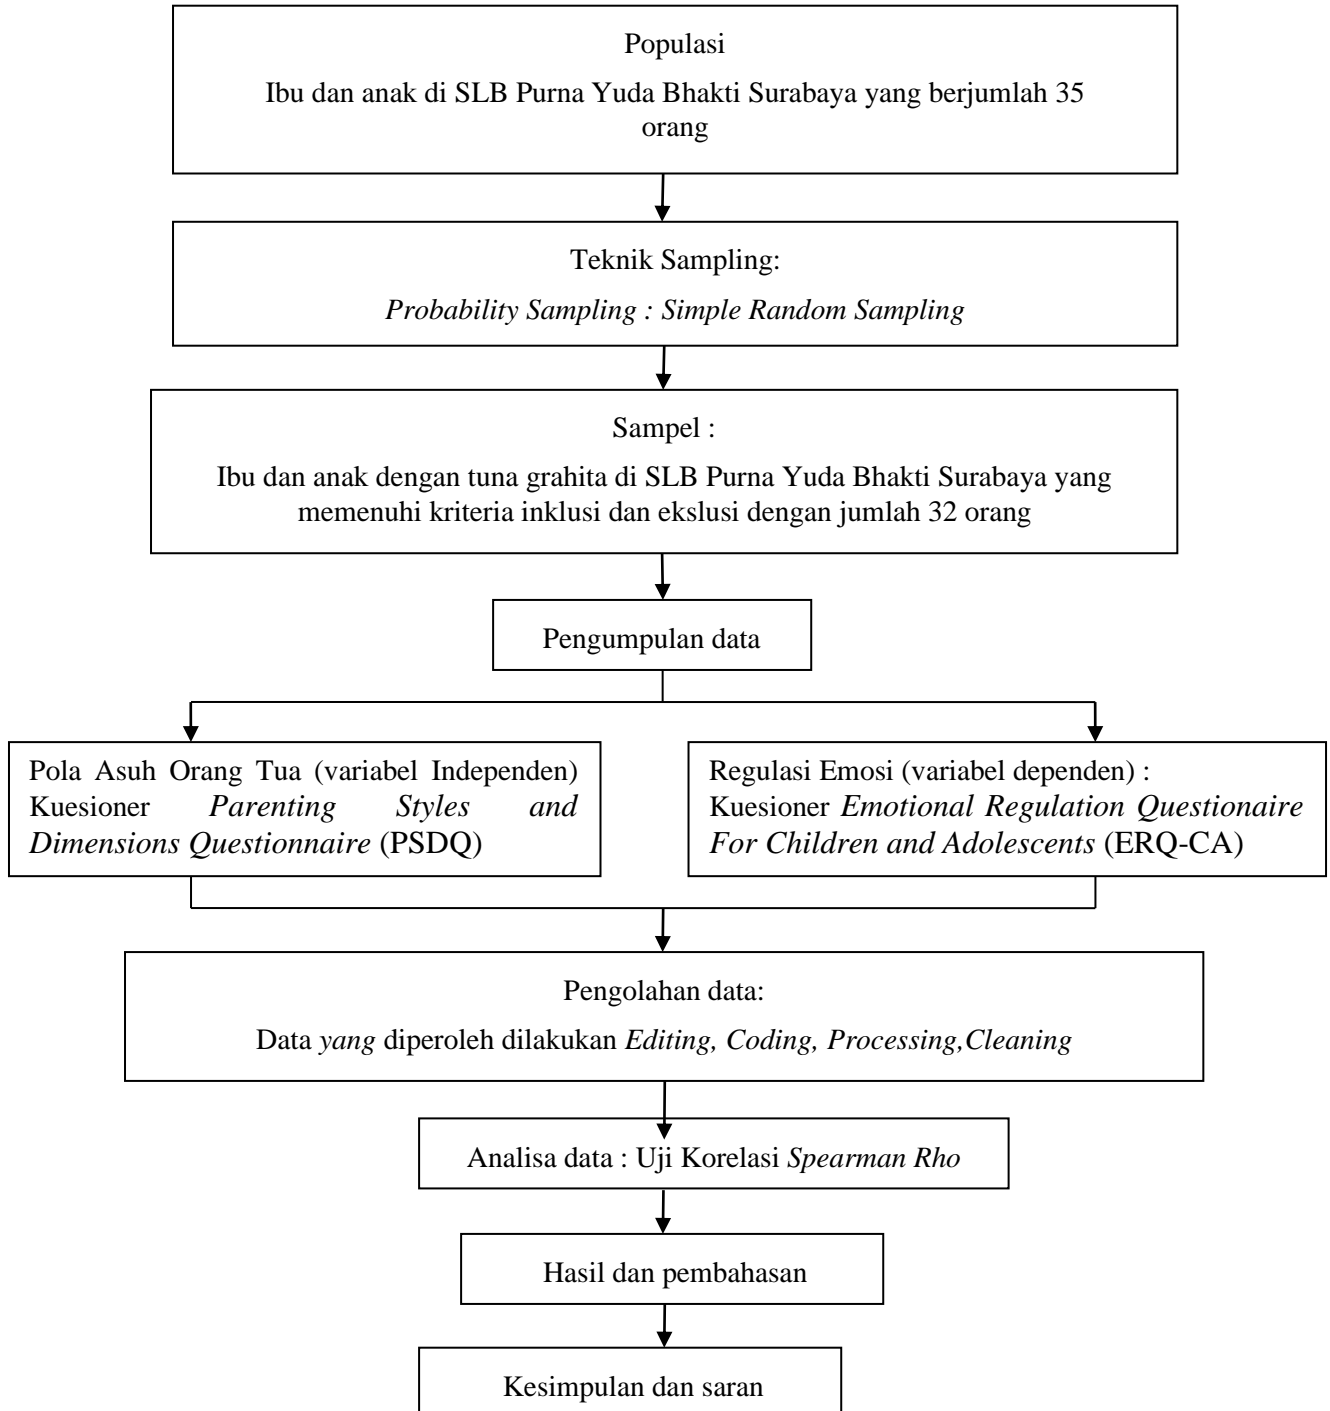 Populasi
Ibu dan anak di SLB Purna Yuda Bhakti Surabaya yang berjumlah 35
orang
Teknik Sampling:
Probability Sampling : Simple Random Sampling
Sampel :
Ibu dan anak dengan tuna grahita di SLB Purna Yuda Bhakti Surabaya yang
memenuhi kriteria inklusi dan ekslusi dengan jumlah 32 orang
Pengumpulan data
Pola Asuh Orang Tua (variabel Independen)
Kuesioner Parenting Styles and
Dimensions Questionnaire (PSDQ)
Regulasi Emosi (variabel dependen) :
Kuesioner Emotional Regulation Questionaire
For Children and Adolescents (ERQ-CA)
Pengolahan data:
Data yang diperoleh dilakukan Editing, Coding, Processing,Cleaning
Analisa data : Uji Korelasi Spearman Rho
Hasil dan pembahasan
Kesimpulan dan saran